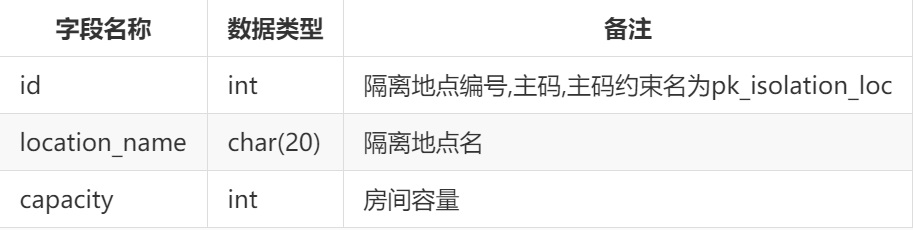 字段名称 数据类型 备注
id int 隔离地点编号,主码,主码约束名为pk_isolation_loc
location_name char(20) 隔离地点名
capacity int 房间容量